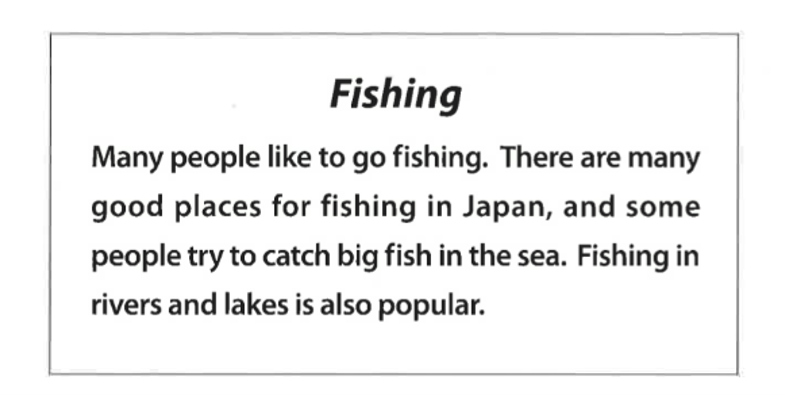 Fishing
Many people like to go fishing. There are many
good places for fishing in Japan, and some
people try to catch big fish in the sea. Fishing in
rivers and lakes is also popular.